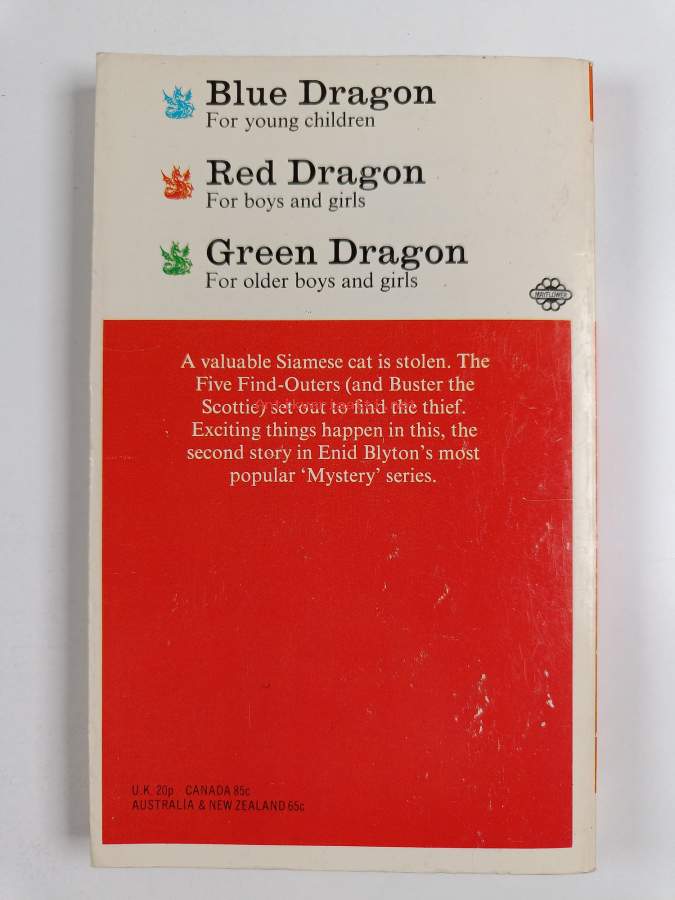 Blue Dragon
For young children
Red Dragon
For boys and girls
Green Dragon
For older boys and girls
MAYFLOWER
A valuable Siamese cat is stolen. The
Five Find-Outers (and Buster the
Scottie) set out to find the thief.
Exciting things happen in this, the
second story in Enid Blyton's most
popular 'Mystery' series.
U.K. 20p CANADA 85c
AUSTRALIA & NEW ZEALAND 65c